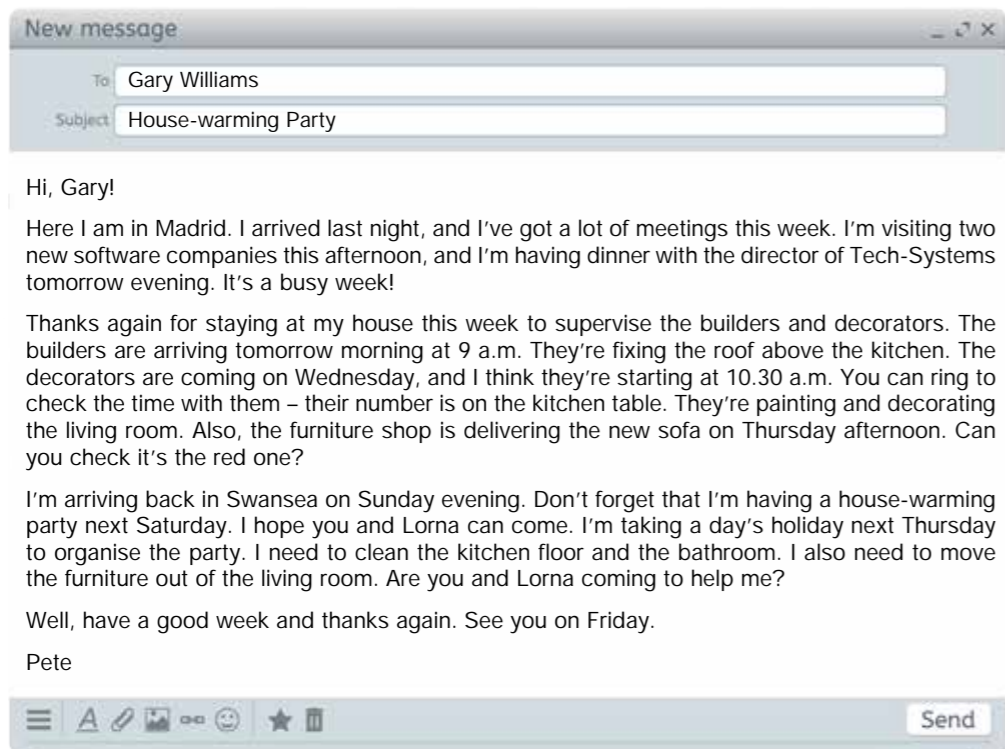 New message
To Gary Williams
Subject House-warming Party
Hi, Gary!
Here I am in Madrid. I arrived last night, and I’ve got a lot of meetings this week. I’m visiting two
new software companies this afternoon, and I’m having dinner with the director of Tech-Systems
tomorrow evening. It’s a busy week!
Thanks again for staying at my house this week to supervise the builders and decorators. The
builders are arriving tomorrow morning at 9 a.m. They’re fixing the roof above the kitchen. The
decorators are coming on Wednesday, and I think they’re starting at 10.30 a.m. You can ring to
check the time with them – their number is on the kitchen table. They’re painting and decorating
the living room. Also, the furniture shop is delivering the new sofa on Thursday afternoon. Can
you check it’s the red one?
I’m arriving back in Swansea on Sunday evening. Don’t forget that I’m having a house-warming
party next Saturday. I hope you and Lorna can come. I’m taking a day’s holiday next Thursday
to organise the party. I need to clean the kitchen floor and the bathroom. I also need to move
the furniture out of the living room. Are you and Lorna coming to help me?
Well, have a good week and thanks again. See you on Friday.
Pete
A
Send